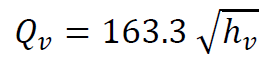 Q_v = 163.3 √h_v